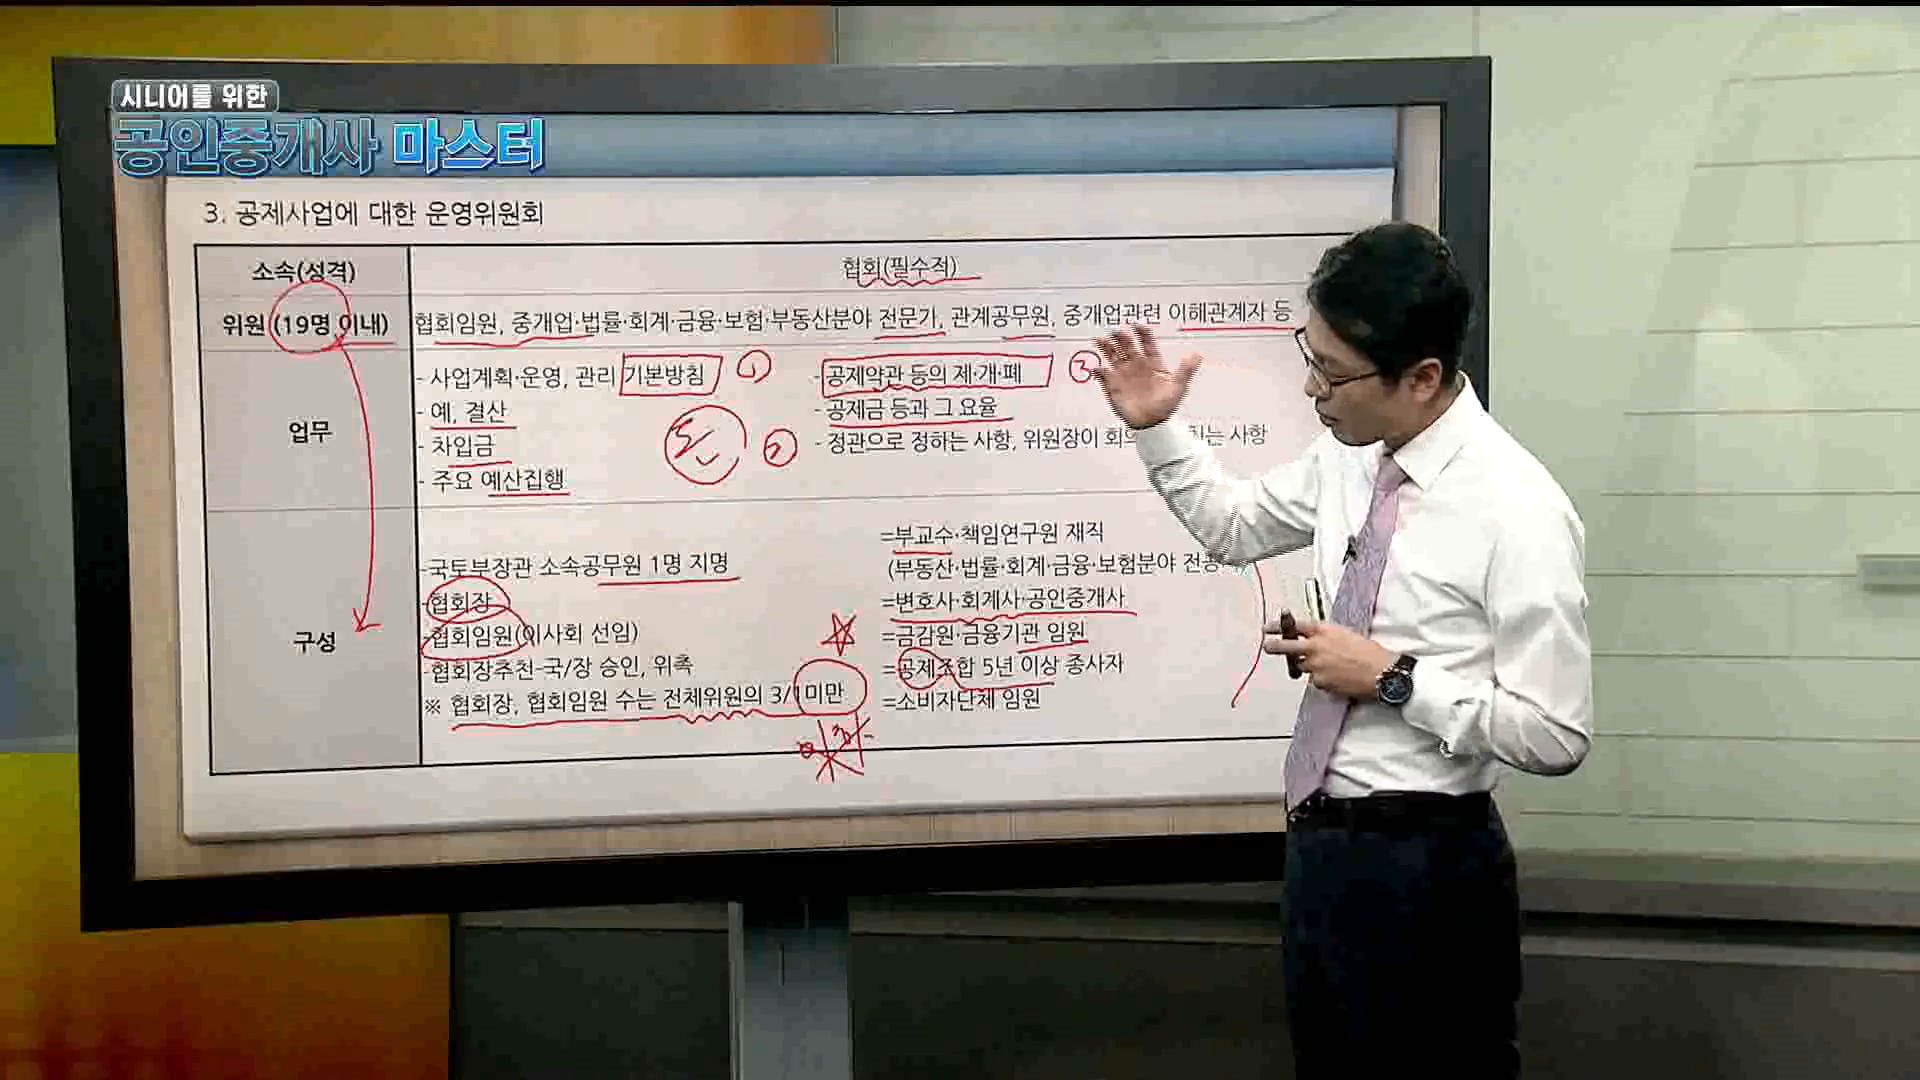 시니어를 위한
공인중개사 마스터
3. 공제사업에 대한 운영위원회
소속(성격)
협회(필수적)
위원 (19명 이내)
협회임원, 중개업·법률·회계·금융·보험·부동산분야 전문가, 관계공무원, 중개업관련 이해관계자 등
업무
- 사업계획·운영, 관리 기본방침 ①
- 예, 결산
- 차입금
- 주요 예산집행
돈 ②
- 공제약관 등의 제·개·폐 ③
- 공제금 등과 그 요율
- 정관으로 정하는 사항, 위원장이 회의 는 사항
구성
-국토부장관 소속공무원 1명 지명
-협회장
-협회임원(이사회 선임)
-협회장추천-국/장 승인, 위촉
※ 협회장, 협회임원 수는 전체위원의 3/1미만
=부교수·책임연구원 재직
(부동산·법률·회계·금융·보험분야 전공
=변호사·회계사·공인중개사
=금감원·금융기관 임원
=공제조합 5년 이상 종사자
=소비자단체 임원